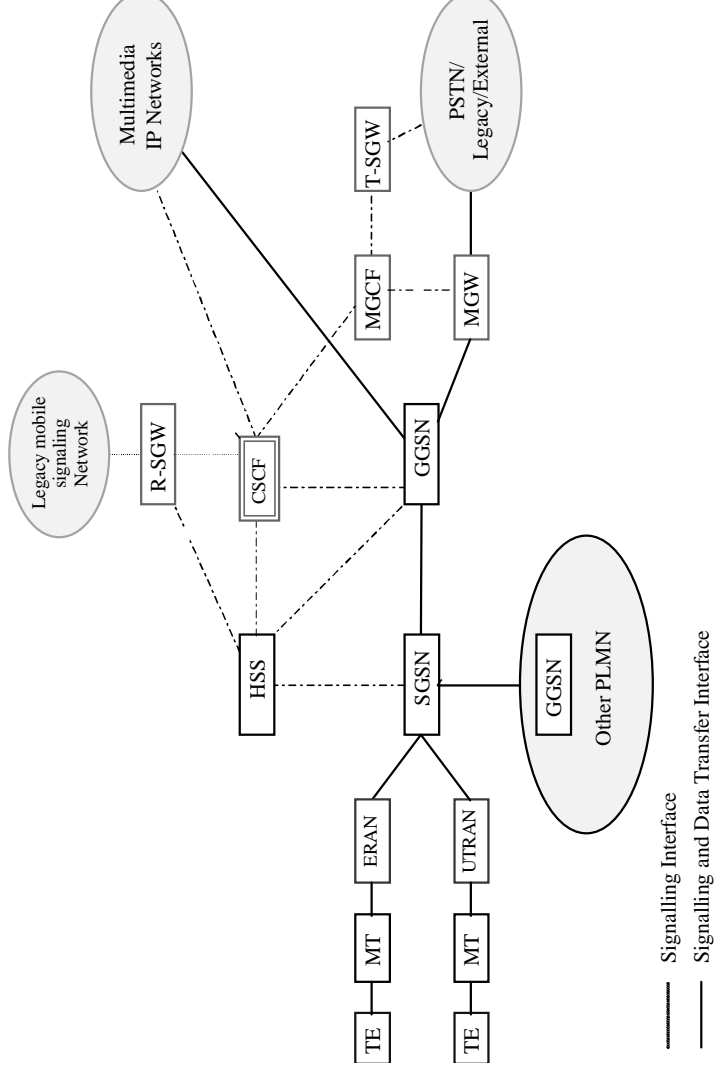 Legacy mobile
signaling
Network
Multimedia
IP Networks
R-SGW
CSCF
HSS
MGCF
T-SGW
PSTN/
Legacy/External
MGW
GGSN
SGSN
ERAN
MT
TE
UTRAN
MT
TE
GGSN
Other PLMN
Signalling Interface
Signalling and Data Transfer Interface